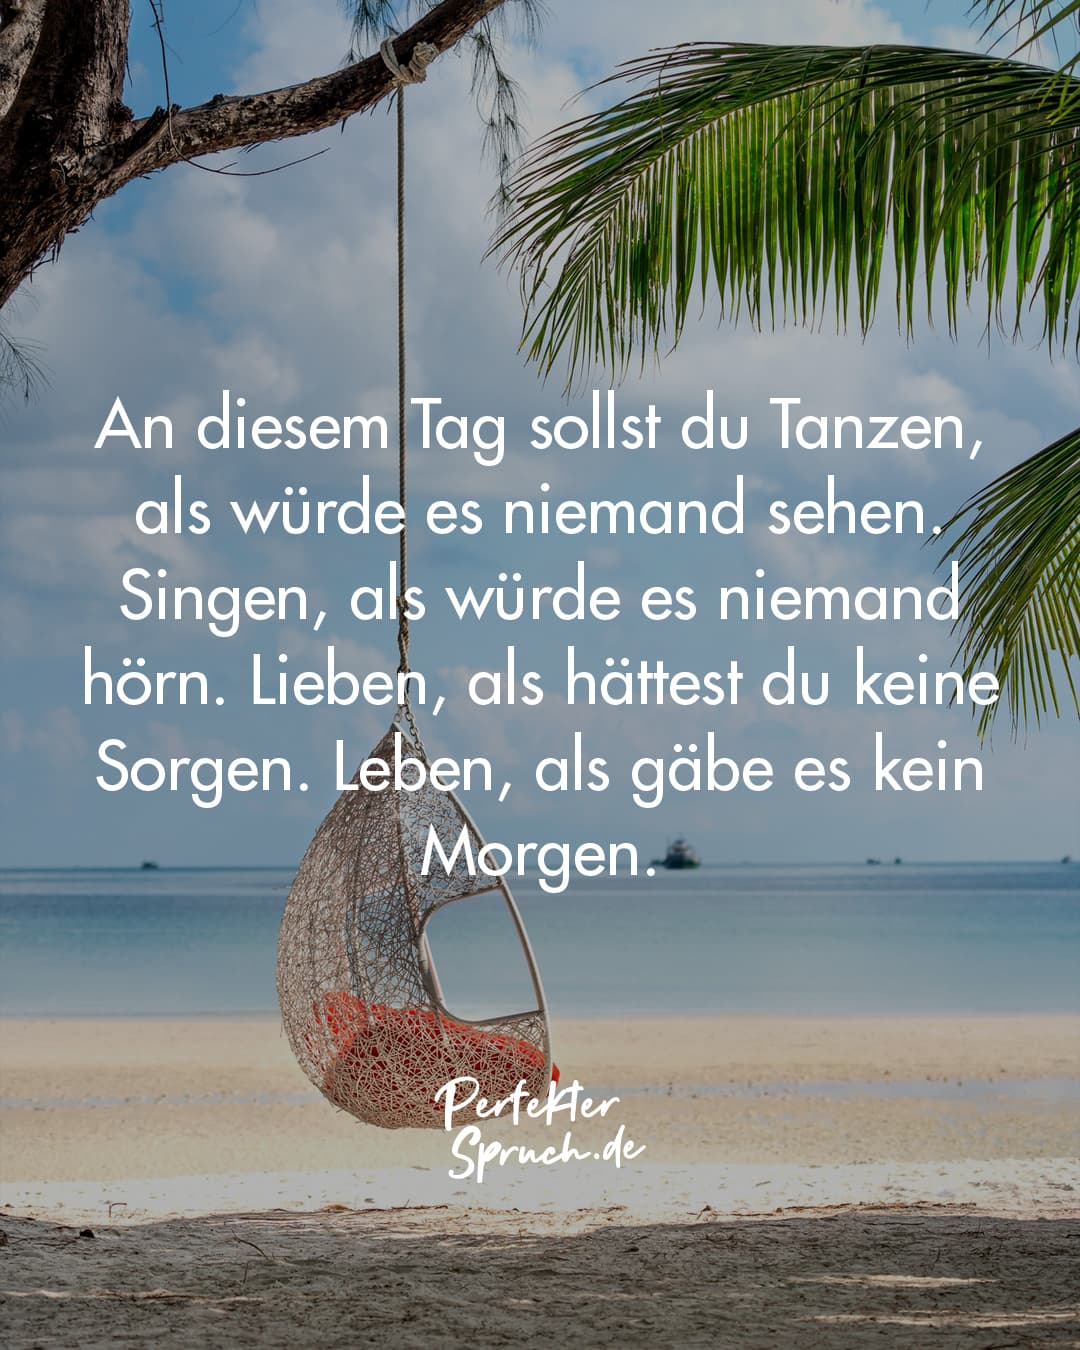 An diesem Tag sollst du Tanzen,
als würde es niemand sehen.
Singen, als würde es niemand
hörn. Lieben, als hättest du keine
Sorgen. Leben, als gäbe es kein
Morgen.
Perfekter
Spruch.de